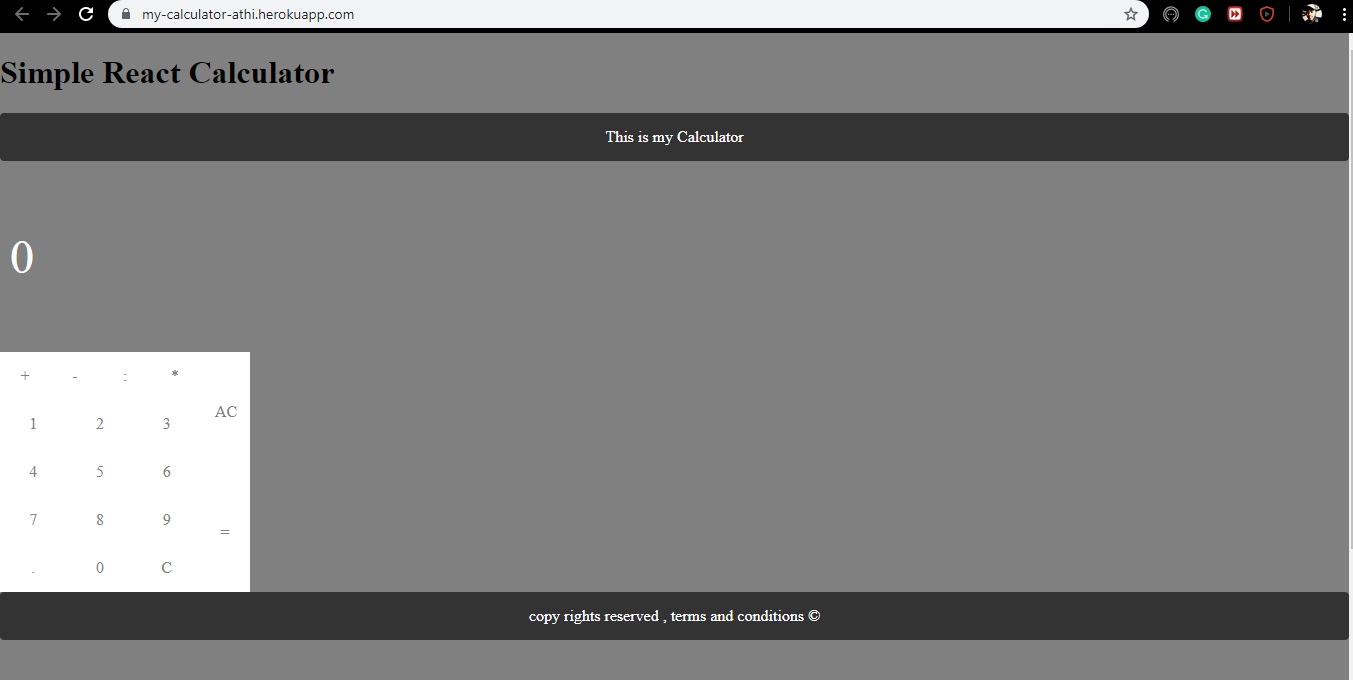 my-calculator-athi.herokuapp.com
Simple React Calculator
This is my Calculator
0
+ - : *
AC
1 2 3
4 5 6
7 8 9
=
. 0 C
copy rights reserved , terms and conditions ©